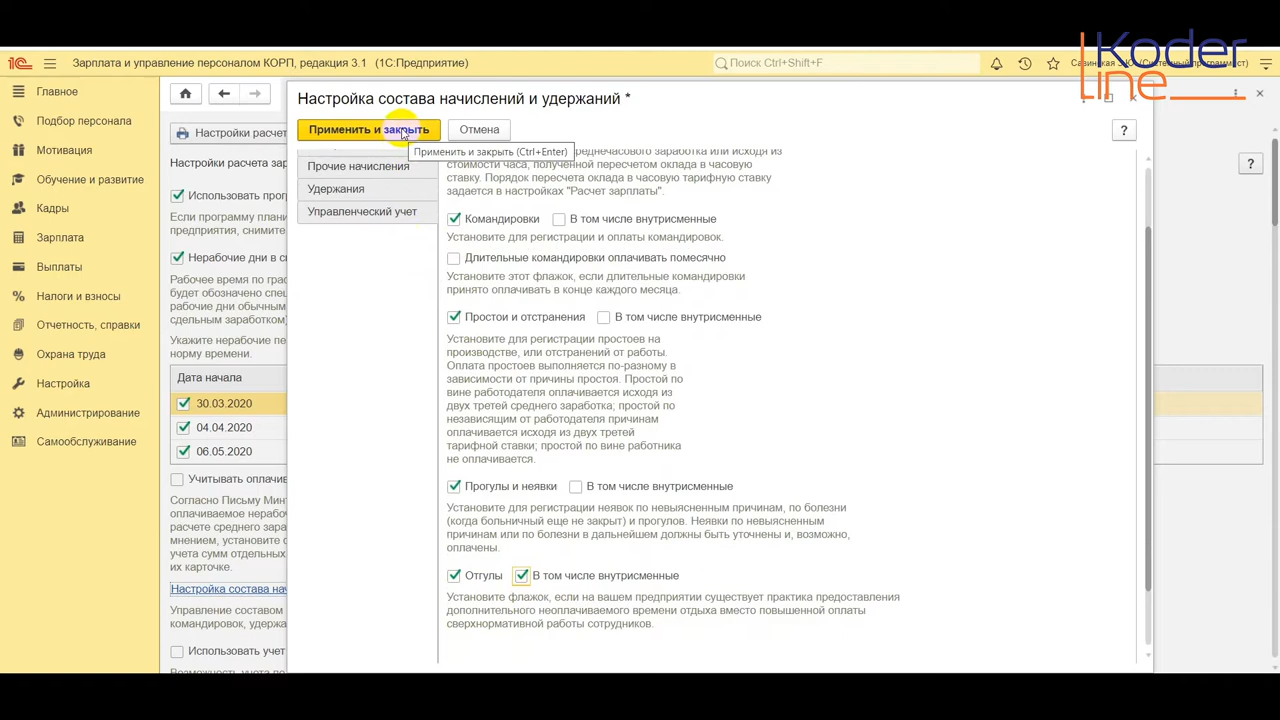 Koder
line
Зарплата и управление персоналом КОРП, редакция 3.1 (1С:Предприятие)
Поиск Ctrl+Shift+F
Главное
Подбор персонала
Мотивация
Обучение и развитие
Кадры
Зарплата
Выплаты
Налоги и взносы
Отчетность, справки
Охрана труда
Настройка
Администрирование
Самообслуживание
Настройки расчет
Настройки расчета зар
Использовать прог
Если программу плани
предприятия, снимите
Нерабочие дни в с
Рабочее время по граф
будет обозначено спец
рабочие дни обычным
сдельным заработком)
Укажите нерабочие пе
норму времени.
Дата начала
30.03.2020
04.04.2020
06.05.2020
Учитывать оплачив
Согласно Письму Минт
оплачиваемое нерабоч
расчете среднего зара
мнением, установите с
учета сумм отдельных
их карточке.
Настройка состава нач
Управление составом
командировок, удержа
Использовать учет
Настройка состава начислений и удержаний *
Применить и закрыть
Отмена
?
Применить и закрыть (Ctrl+Enter)
Прочие начисления
Удержания
Управленческий учет
реднечасового заработка или исходя из
стоимости часа, полученной пересчетом оклада в часовую
ставку. Порядок пересчета оклада в часовую тарифную ставку
задается в настройках "Расчет зарплаты".
Командировки
В том числе внутрисменные
Установите для регистрации и оплаты командировок.
Длительные командировки оплачивать помесячно
Установите этот флажок, если длительные командировки
принято оплачивать в конце каждого месяца.
Простои и отстранения
В том числе внутрисменные
Установите для регистрации простоев на
производстве, или отстранений от работы.
Оплата простоев выполняется по-разному в
зависимости от причины простоя. Простой по
вине работодателя оплачивается исходя из
двух третей среднего заработка; простой по
независящим от работодателя причинам
оплачивается исходя из двух третей
тарифной ставки; простой по вине работника
не оплачивается.
Прогулы и неявки
В том числе внутрисменные
Установите для регистрации неявок по невыясненным причинам, по болезни
(когда больничный еще не закрыт) и прогулов. Неявки по невыясненным
причинам или по болезни в дальнейшем должны быть уточнены и, возможно,
оплачены.
Отгулы
В том числе внутрисменные
Установите флажок, если на вашем предприятии существует практика предоставления
дополнительного неоплачиваемого времени отдыха вместо повышенной оплаты
сверхнормативной работы сотрудников.
?